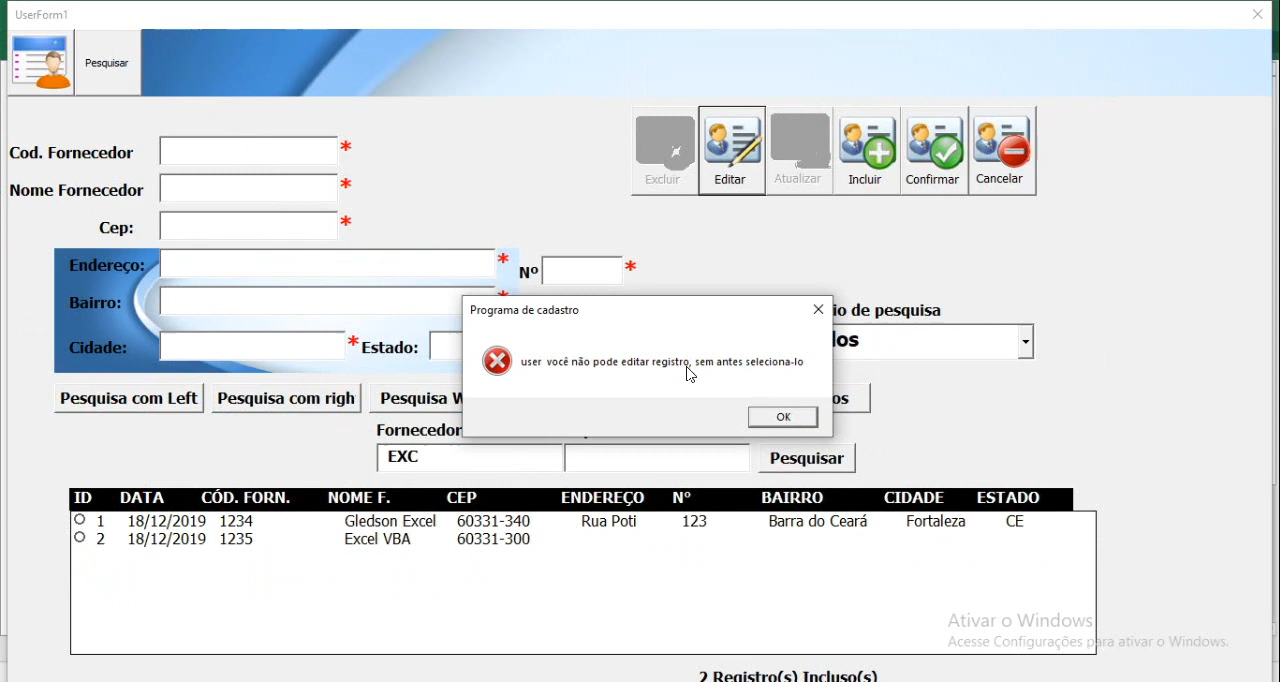 UserForm1
Pesquisar
Cod. Fornecedor *
Nome Fornecedor *
Cep: *
Excluir Editar Atualizar Incluir Confirmar Cancelar
Endereço: * Nº *
Bairro: *
Cidade: * Estado:
io de pesquisa
los
Programa de cadastro
user você não pode editar registro, sem antes seleciona-lo
OK
Pesquisa com Left Pesquisa com righ Pesquisa os
Fornecedor
EXC Pesquisar
ID DATA CÓD. FORN. NOME F. CEP ENDEREÇO Nº BAIRRO CIDADE ESTADO
1 18/12/2019 1234 Gledson Excel 60331-340 Rua Poti 123 Barra do Ceará Fortaleza CE
2 18/12/2019 1235 Excel VBA 60331-300
Ativar o Windows
Acesse Configurações para ativar o Windows.
2 Registro(s) Incluso(s)